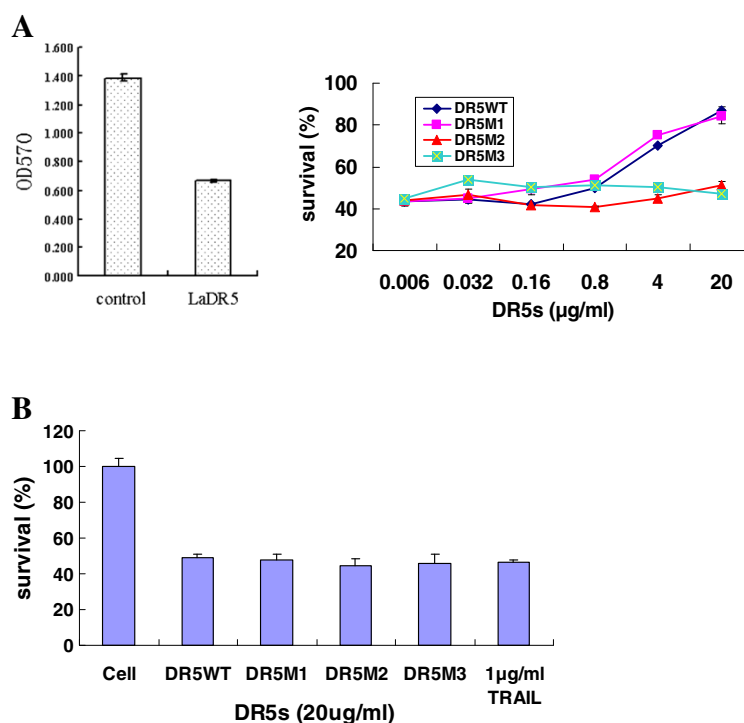 A
1.600
1.400
1.200
1.000
0.800
0.600
0.400
0.200
0.000
OD570
control LaDR5
100
80
60
40
20
survival (%)
DR5WT
DR5M1
DR5M2
DR5M3
0.006 0.032 0.16 0.8 4 20
DR5s (µg/ml)
B
120
100
80
60
40
20
0
survival (%)
Cell DR5WT DR5M1 DR5M2 DR5M3 1µg/ml
TRAIL
DR5s (20ug/ml)